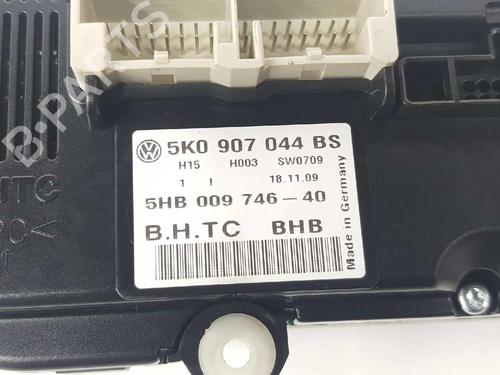 B-PARTS
5K0 907 044 BS
H15 H003 SW0709
1 I 18.11.09
5HB 009 746-40
B.H.TC BHB
Made in Germany